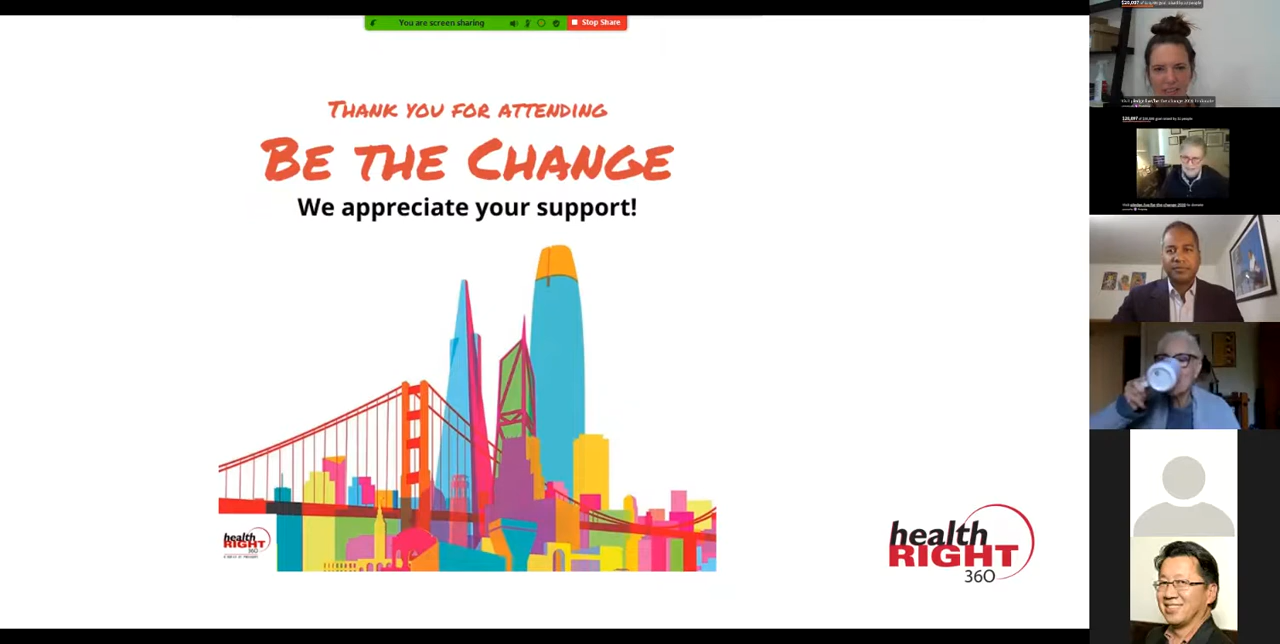 You are screen sharing
Stop Share
THANK YOU FOR ATTENDING
BE THE CHANGE
We appreciate your support!
health
RIGHT
360
health
RIGHT
360